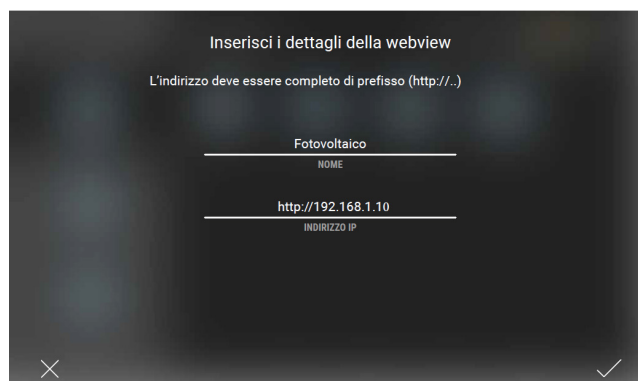 Inserisci i dettagli della webview
L'indirizzo deve essere completo di prefisso (http://..)
Fotovoltaico
NOME
http://192.168.1.10
INDIRIZZO IP